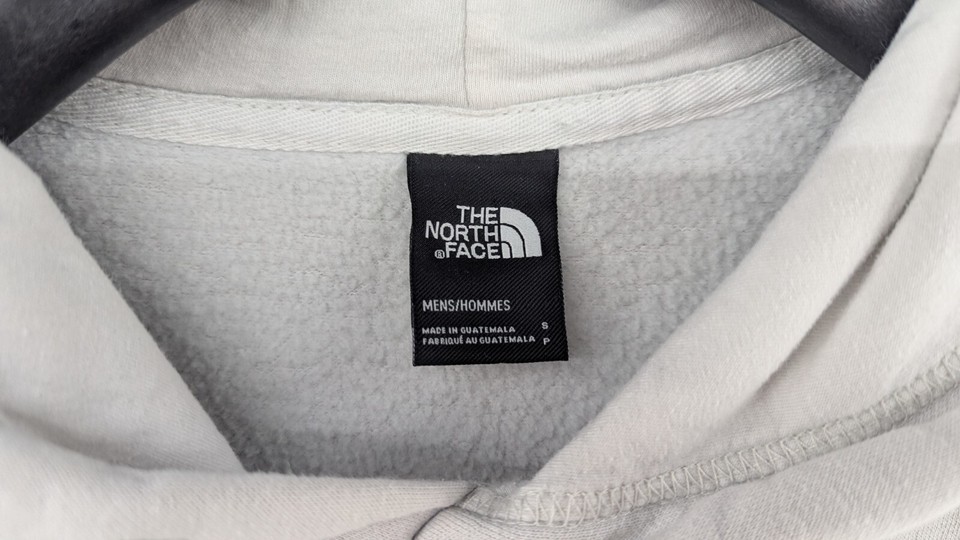 THE
NORTH
®FACE
MENS/HOMMES
MADE IN GUATEMALA S
FABRIQUÉ AU GUATEMALA P